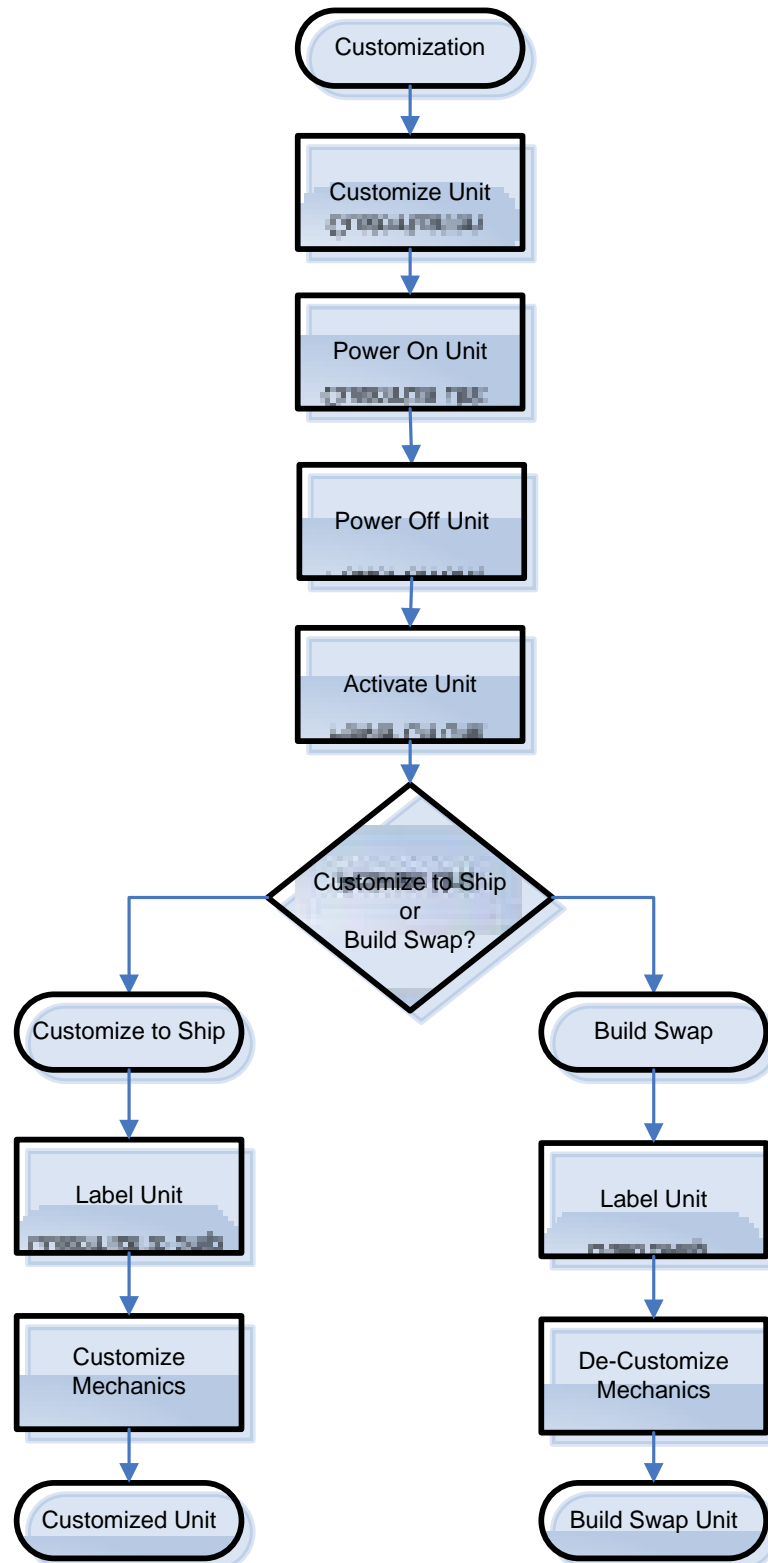 Customization
Customize Unit
Power On Unit
Power Off Unit
Activate Unit
Customize to Ship
or
Build Swap?
Customize to Ship
Build Swap
Label Unit
Label Unit
Customize
Mechanics
De-Customize
Mechanics
Customized Unit
Build Swap Unit